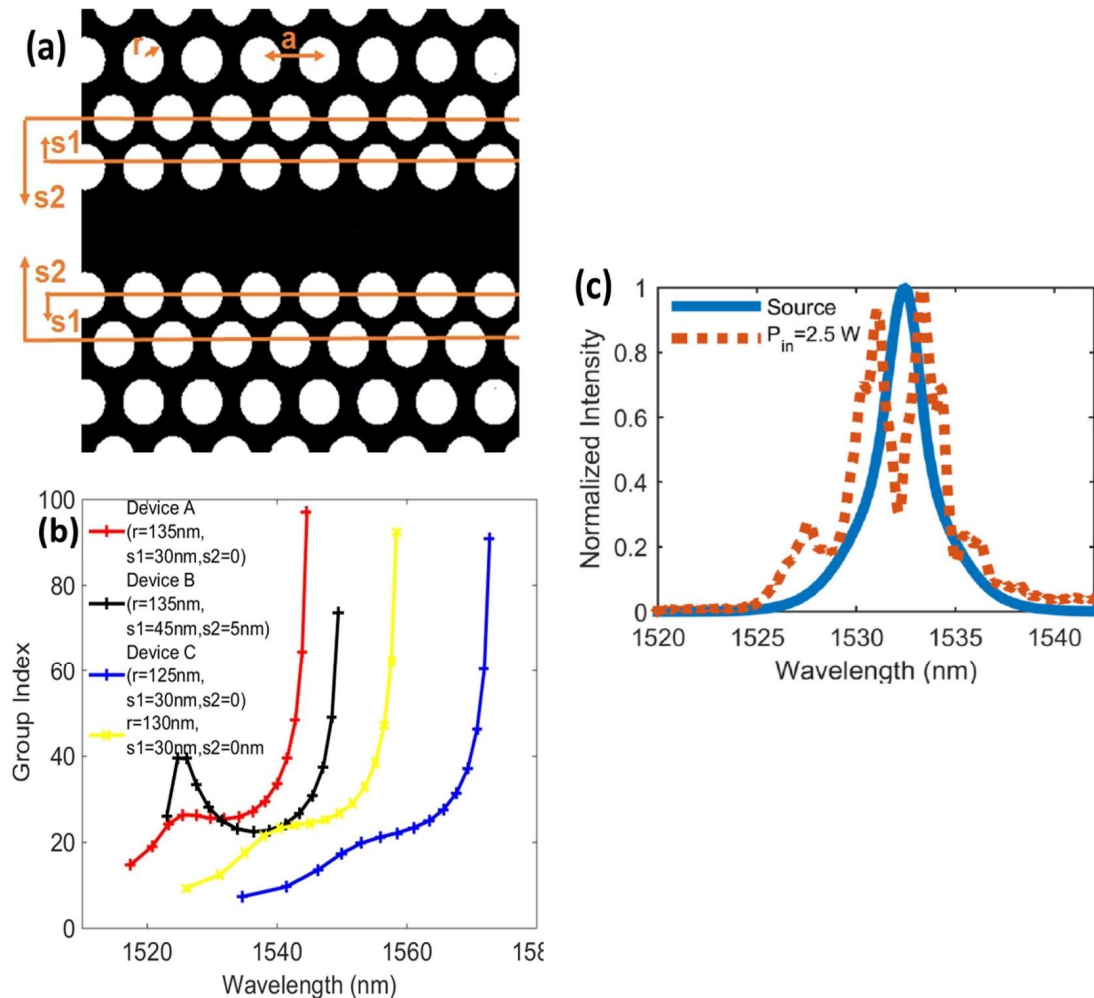 (a)
r
a
s1
s2
s2
s1
(b)
100
80
60
40
20
0
Group Index
Device A
(r=135nm,
s1=30nm,s2=0)
Device B
(r=135nm,
s1=45nm,s2=5nm)
Device C
(r=125nm,
s1=30nm,s2=0)
r=130nm,
s1=30nm,s2=0nm
1520
1540
1560
158
Wavelength (nm)
(c)
1
0.8
0.6
0.4
0.2
0
Normalized Intensity
Source
P_in=2.5 W
1520
1525
1530
1535
1540
Wavelength (nm)